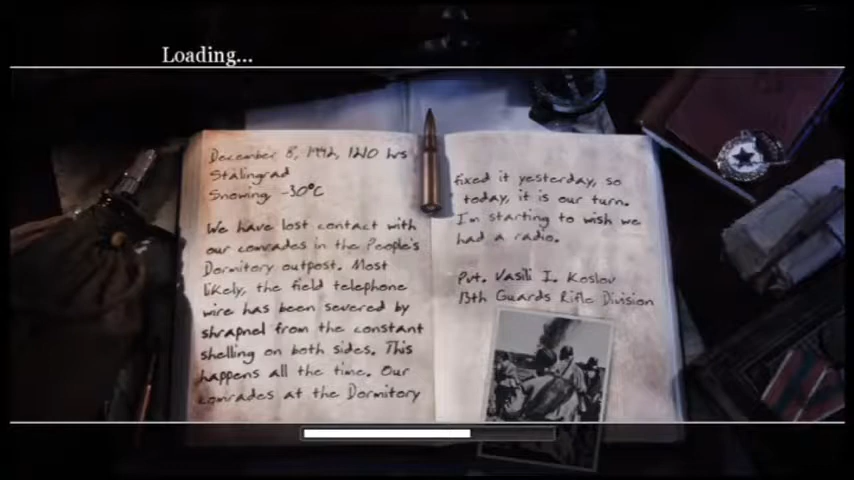 Loading...
December 8, 1942, 1210 hrs
Stalingrad
Snowing -30°C
We have lost contact with
our comrades in the People's
Dormitory outpost. Most
likely, the field telephone
wire has been severed by
shrapnel from the constant
shelling on both sides. This
happens all the time. Our
comrades at the Dormitory
fixed it yesterday, so
today, it is our turn.
I'm starting to wish we
had a radio.
Pvt. Vasili I. Koslov
13th Guards Rifle Division